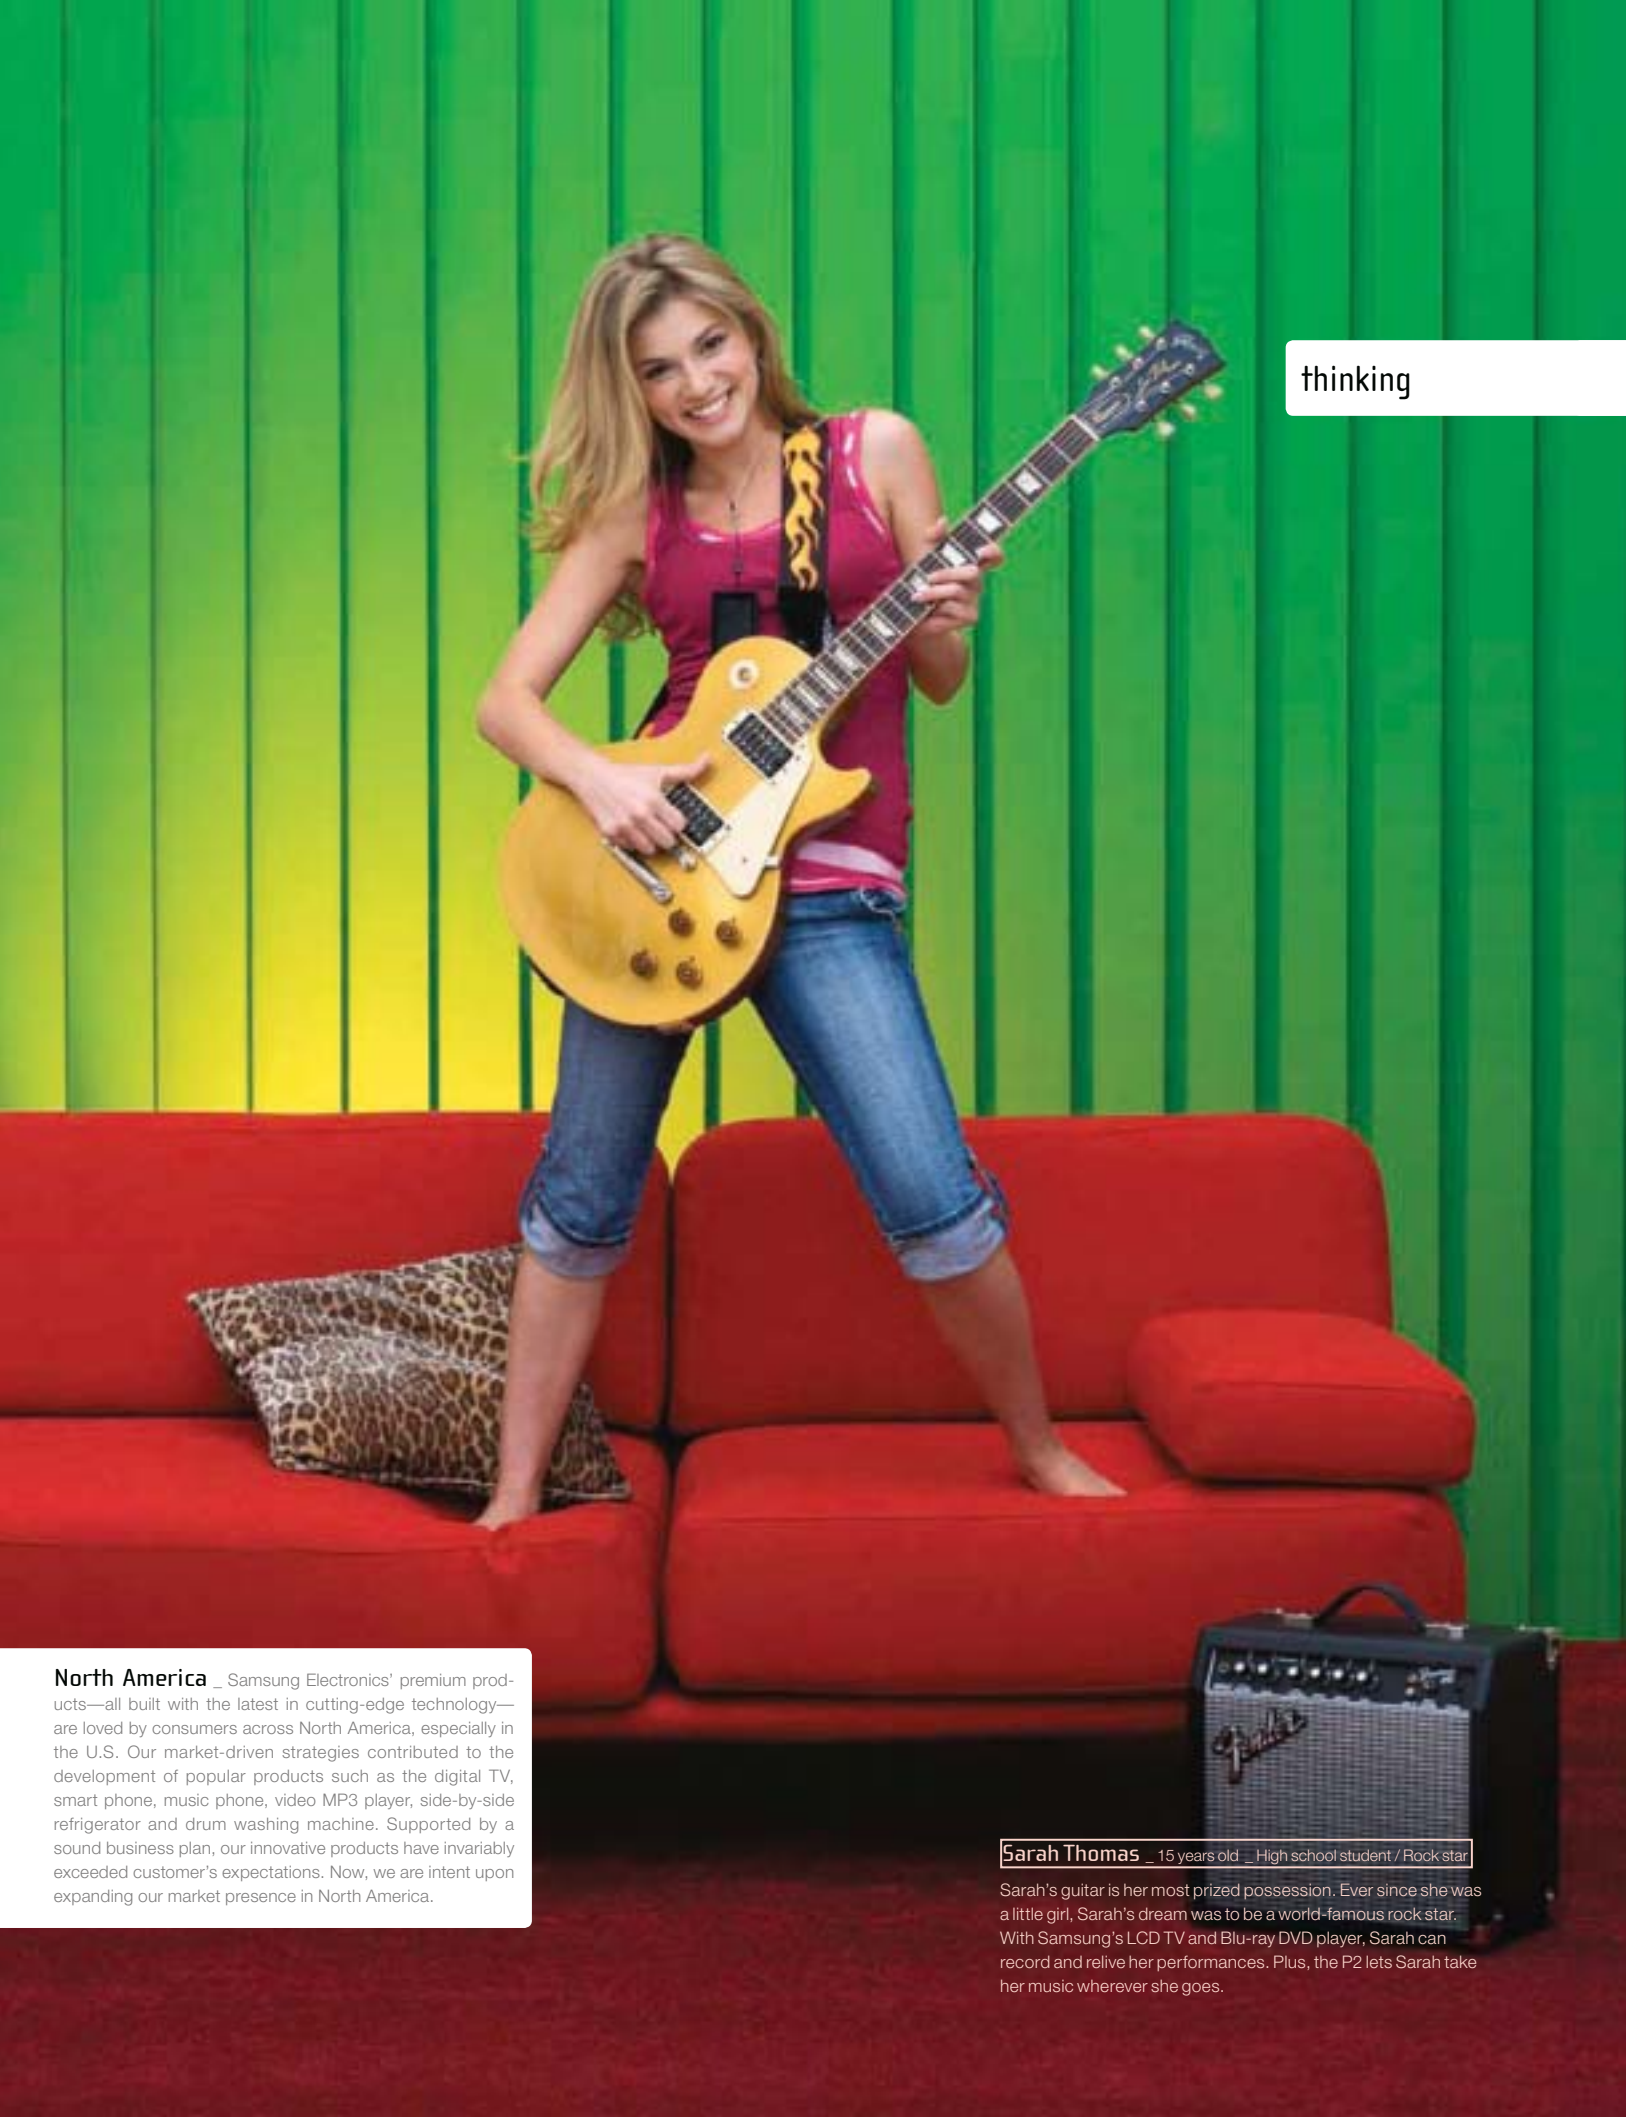 thinking
North America _ Samsung Electronics' premium prod-
ucts—all built with the latest in cutting-edge technology—
are loved by consumers across North America, especially in
the U.S. Our market-driven strategies contributed to the
development of popular products such as the digital TV,
smart phone, music phone, video MP3 player, side-by-side
refrigerator and drum washing machine. Supported by a
sound business plan, our innovative products have invariably
exceeded customer's expectations. Now, we are intent upon
expanding our market presence in North America.
Fender
Sarah Thomas _ 15 years old _ High school student / Rock star
Sarah's guitar is her most prized possession. Ever since she was
a little girl, Sarah's dream was to be a world-famous rock star.
With Samsung's LCD TV and Blu-ray DVD player, Sarah can
record and relive her performances. Plus, the P2 lets Sarah take
her music wherever she goes.